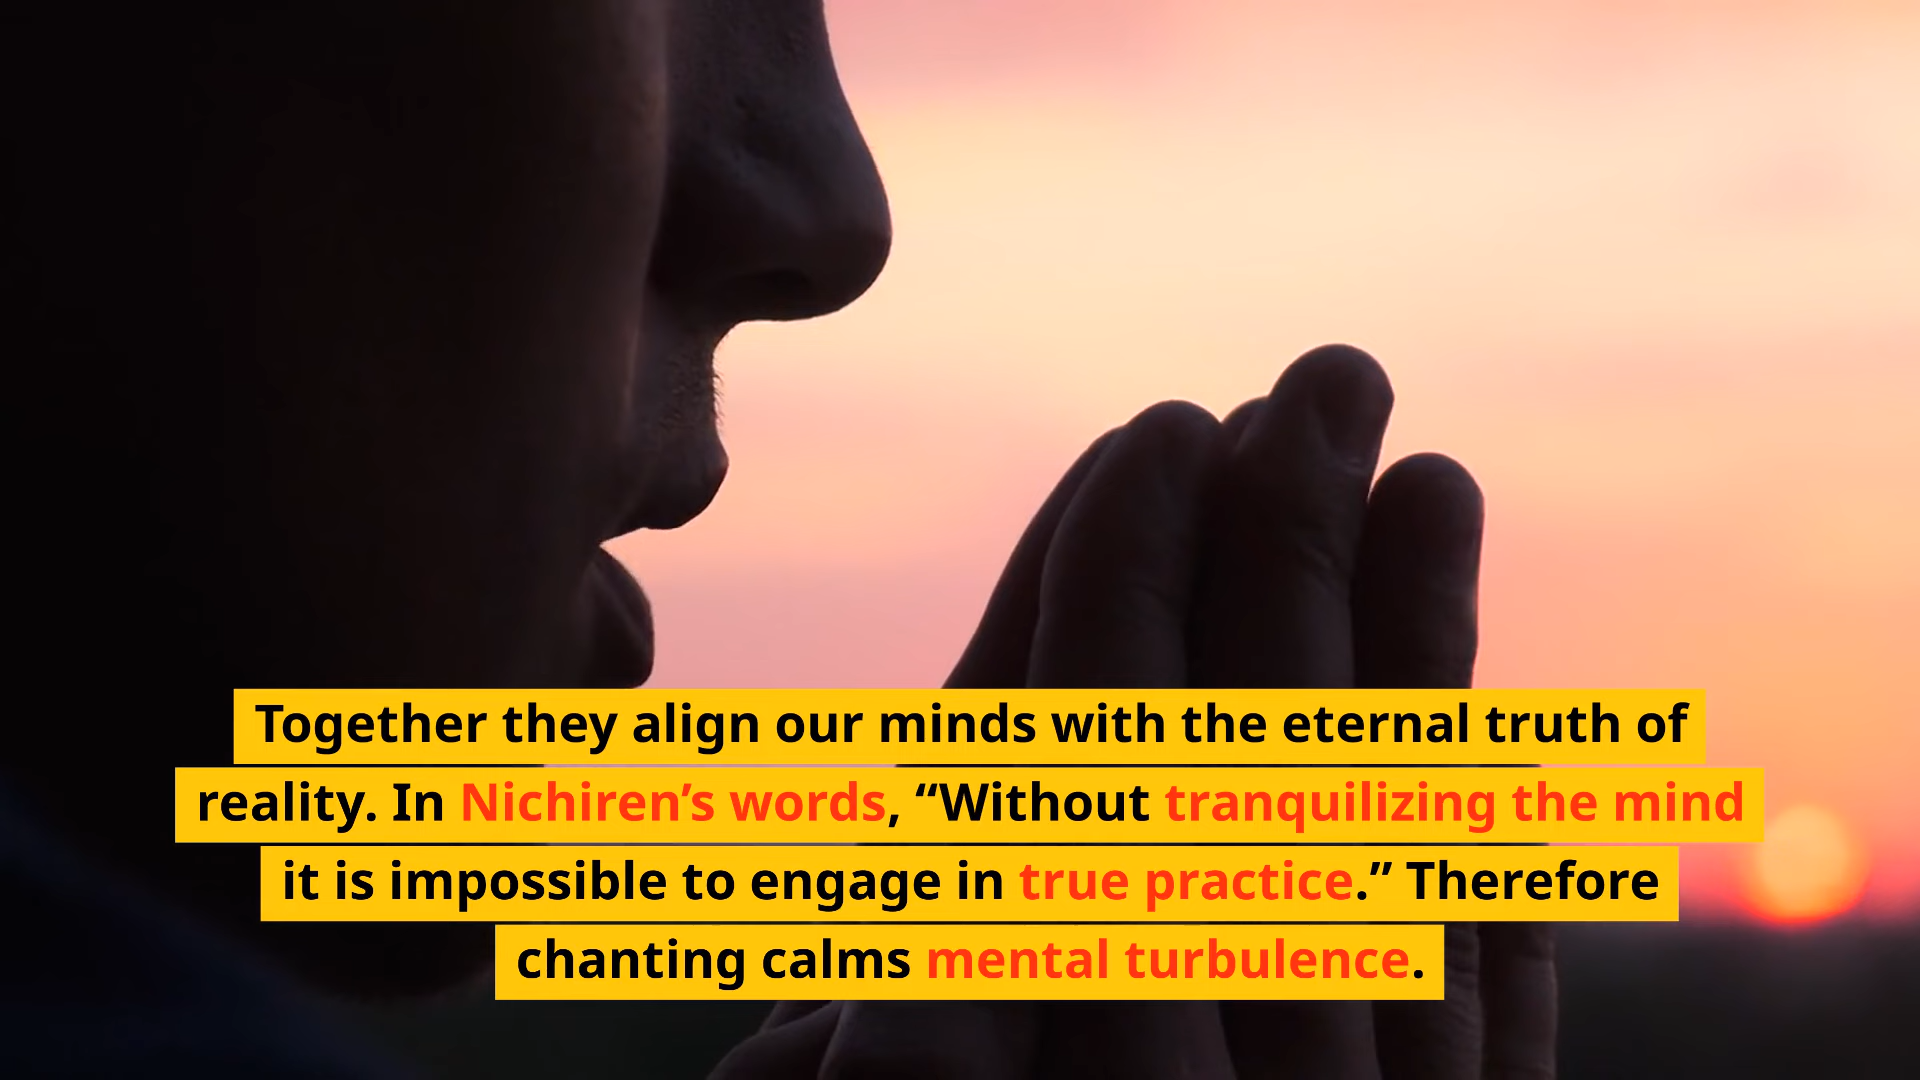 Together they align our minds with the eternal truth of
reality. In Nichiren’s words, “Without tranquilizing the mind
it is impossible to engage in true practice.” Therefore
chanting calms mental turbulence.